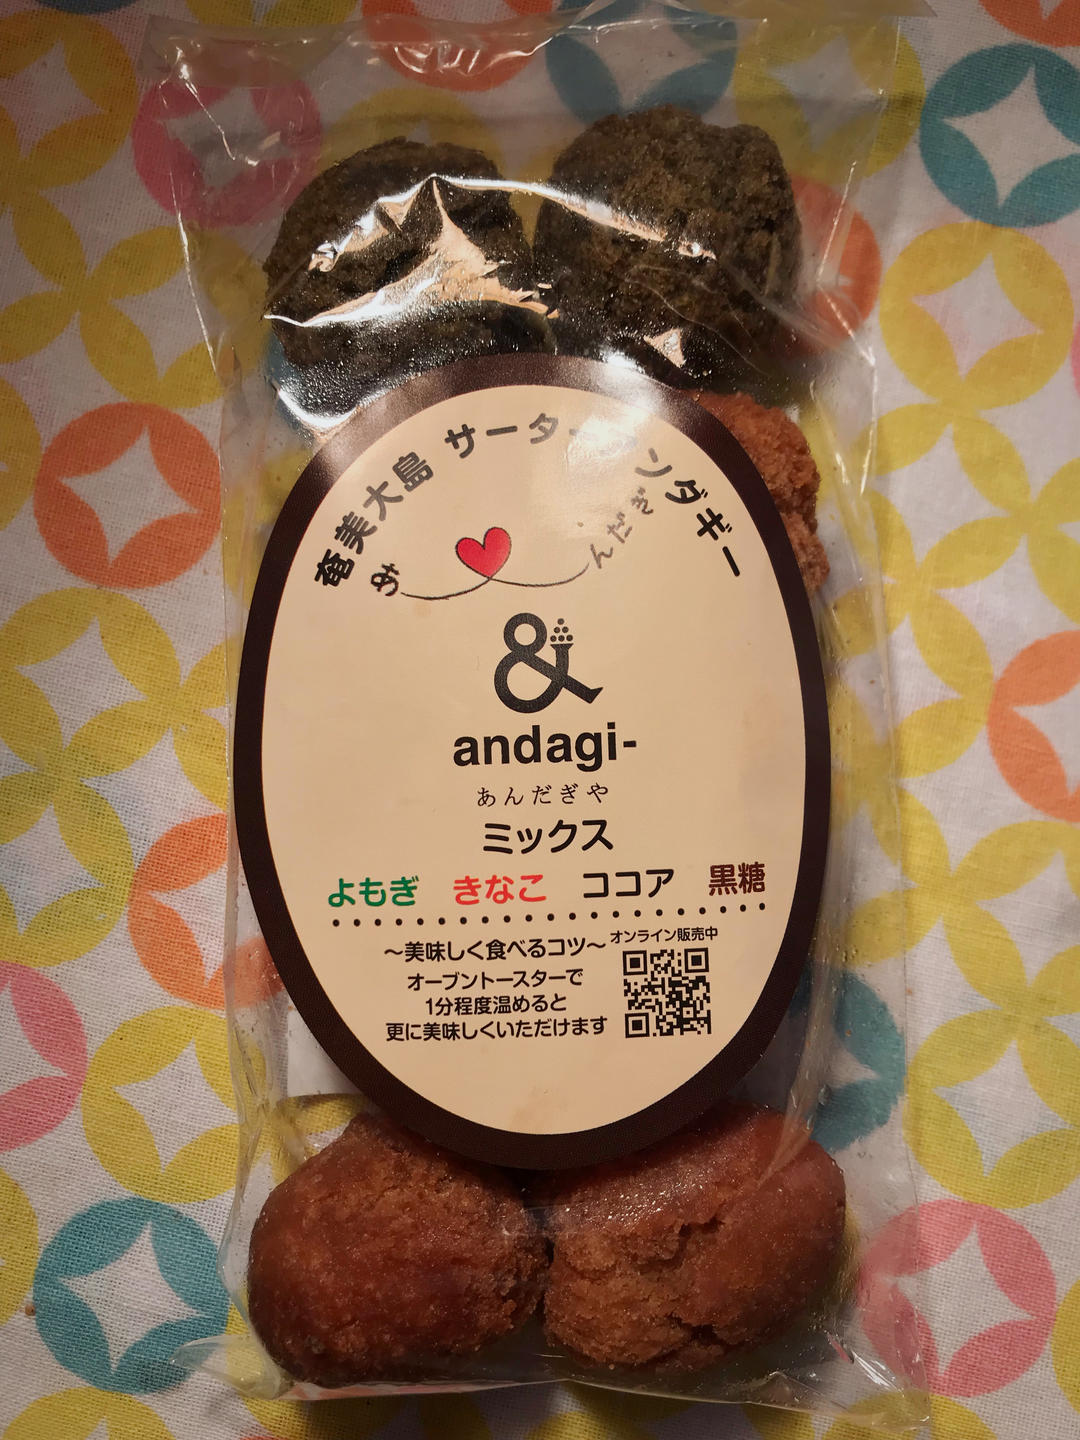 奄美大島 サーターアンダギー
あ んだぎ
&
andagi-
あんだぎや
ミックス
よもぎ きなこ ココア 黒糖
～美味しく食べるコツ～
オーブントースターで
1分程度温めると
更に美味しくいただけます
オンライン販売中